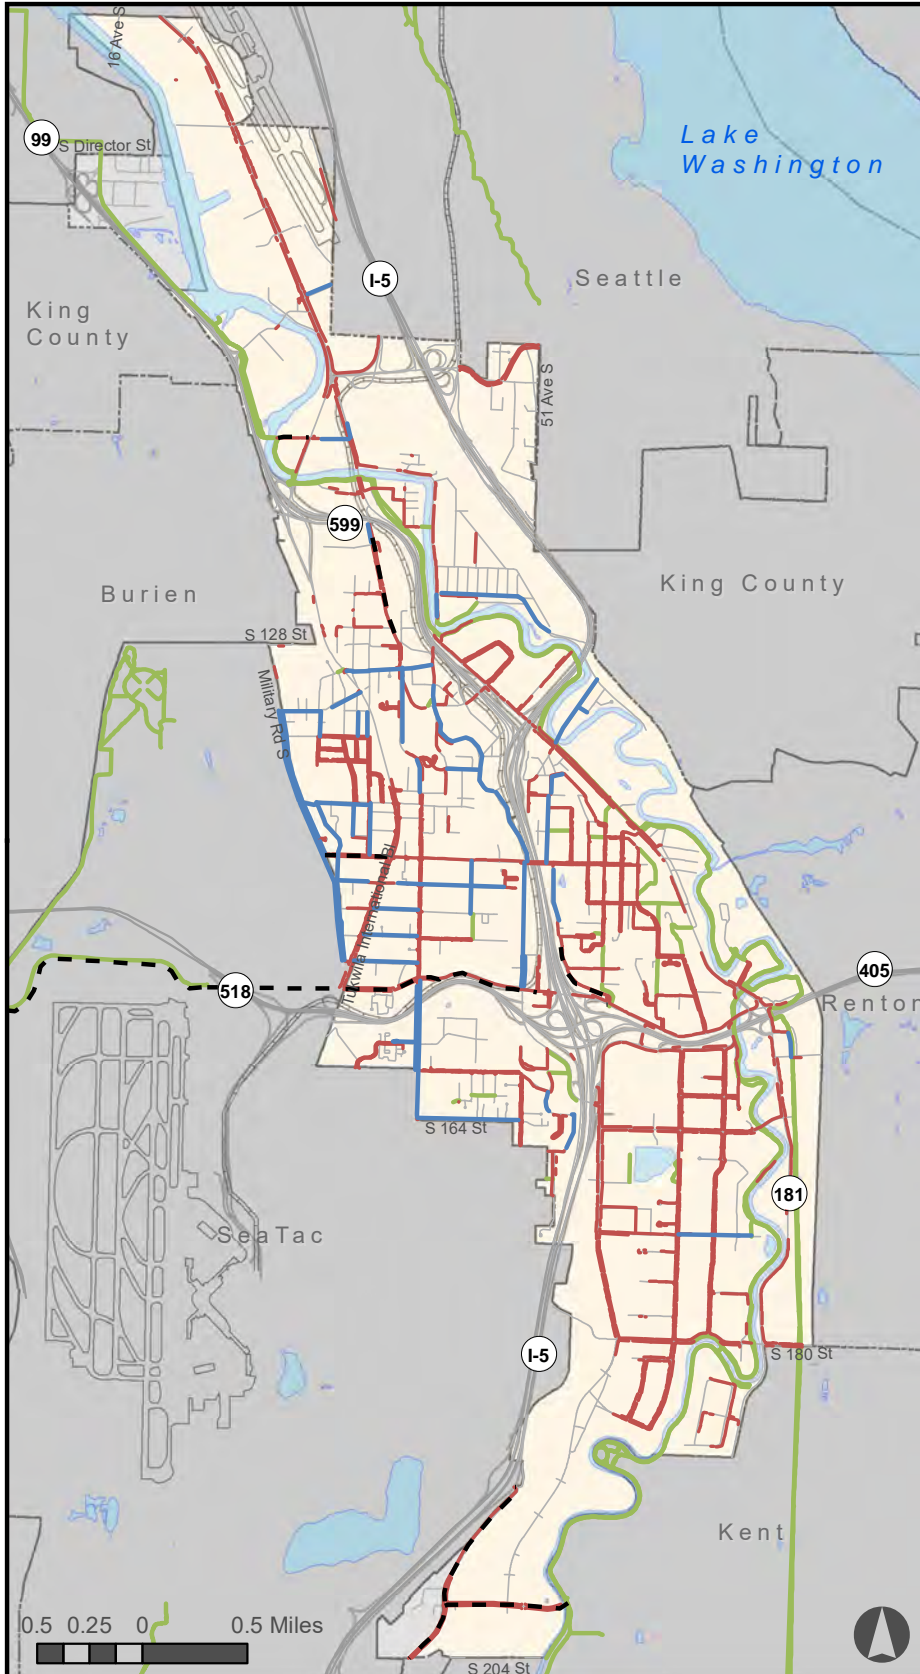 16 Ave S
99
S Director St
Lake
Washington
I-5
Seattle
King
County
51 Ave S
599
Burien
King County
S 128 St
Military Rd S
Tukwila International Bl
518
405
Renton
S 164 St
181
SeaTac
I-5
S 180 St
Kent
0.5 0.25 0 0.5 Miles
S 204 St